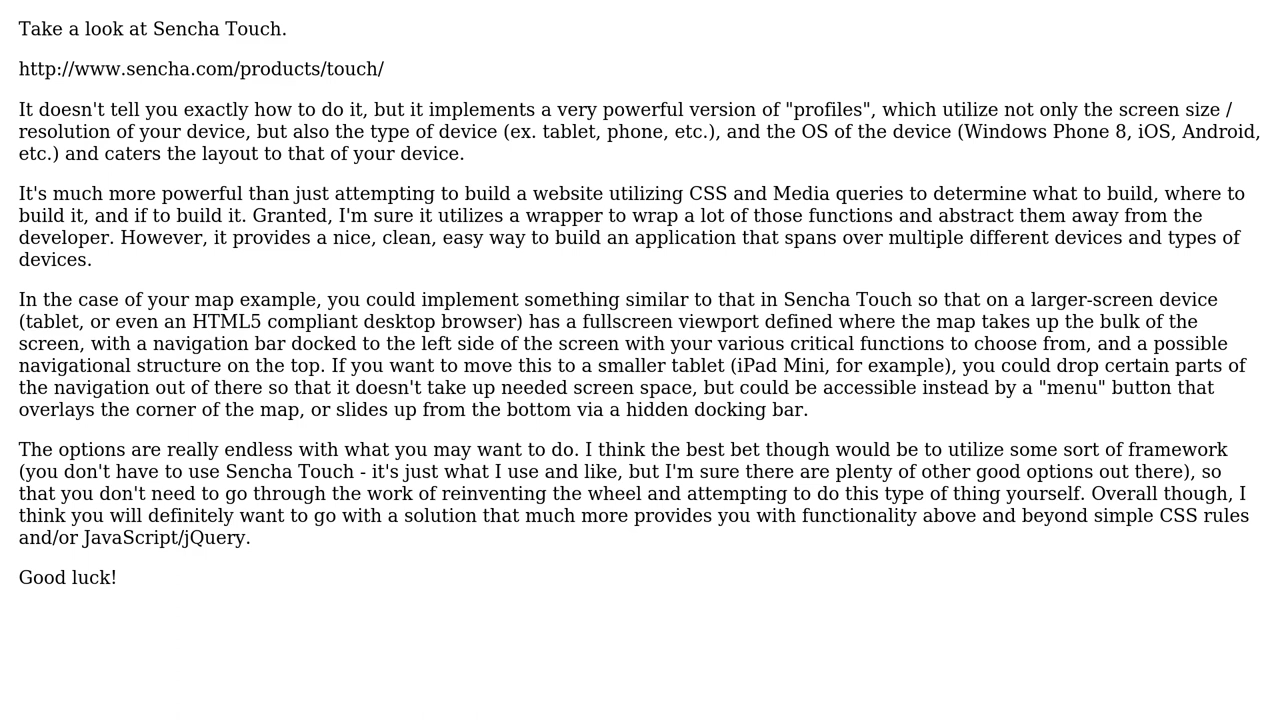 Take a look at Sencha Touch.
http://www.sencha.com/products/touch/
It doesn't tell you exactly how to do it, but it implements a very powerful version of "profiles", which utilize not only the screen size /
resolution of your device, but also the type of device (ex. tablet, phone, etc.), and the OS of the device (Windows Phone 8, iOS, Android,
etc.) and caters the layout to that of your device.
It's much more powerful than just attempting to build a website utilizing CSS and Media queries to determine what to build, where to
build it, and if to build it. Granted, I'm sure it utilizes a wrapper to wrap a lot of those functions and abstract them away from the
developer. However, it provides a nice, clean, easy way to build an application that spans over multiple different devices and types of
devices.
In the case of your map example, you could implement something similar to that in Sencha Touch so that on a larger-screen device
(tablet, or even an HTML5 compliant desktop browser) has a fullscreen viewport defined where the map takes up the bulk of the
screen, with a navigation bar docked to the left side of the screen with your various critical functions to choose from, and a possible
navigational structure on the top. If you want to move this to a smaller tablet (iPad Mini, for example), you could drop certain parts of
the navigation out of there so that it doesn't take up needed screen space, but could be accessible instead by a "menu" button that
overlays the corner of the map, or slides up from the bottom via a hidden docking bar.
The options are really endless with what you may want to do. I think the best bet though would be to utilize some sort of framework
(you don't have to use Sencha Touch - it's just what I use and like, but I'm sure there are plenty of other good options out there), so
that you don't need to go through the work of reinventing the wheel and attempting to do this type of thing yourself. Overall though, I
think you will definitely want to go with a solution that much more provides you with functionality above and beyond simple CSS rules
and/or JavaScript/jQuery.
Good luck!